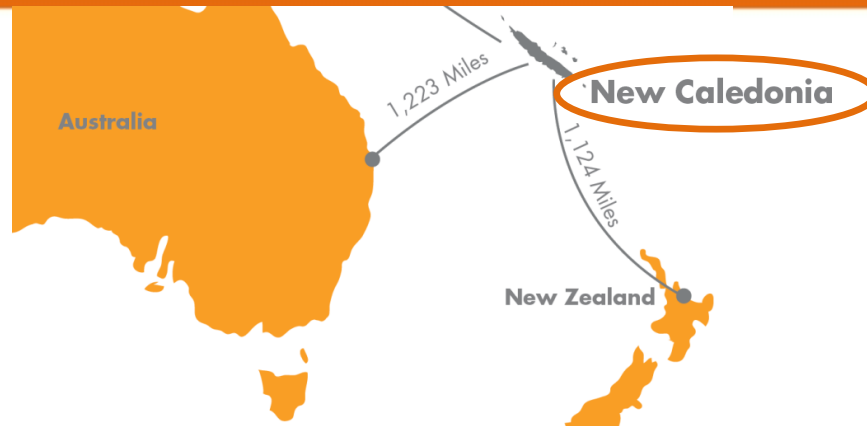 1,223 Miles
New Caledonia
Australia
1,124 Miles
New Zealand